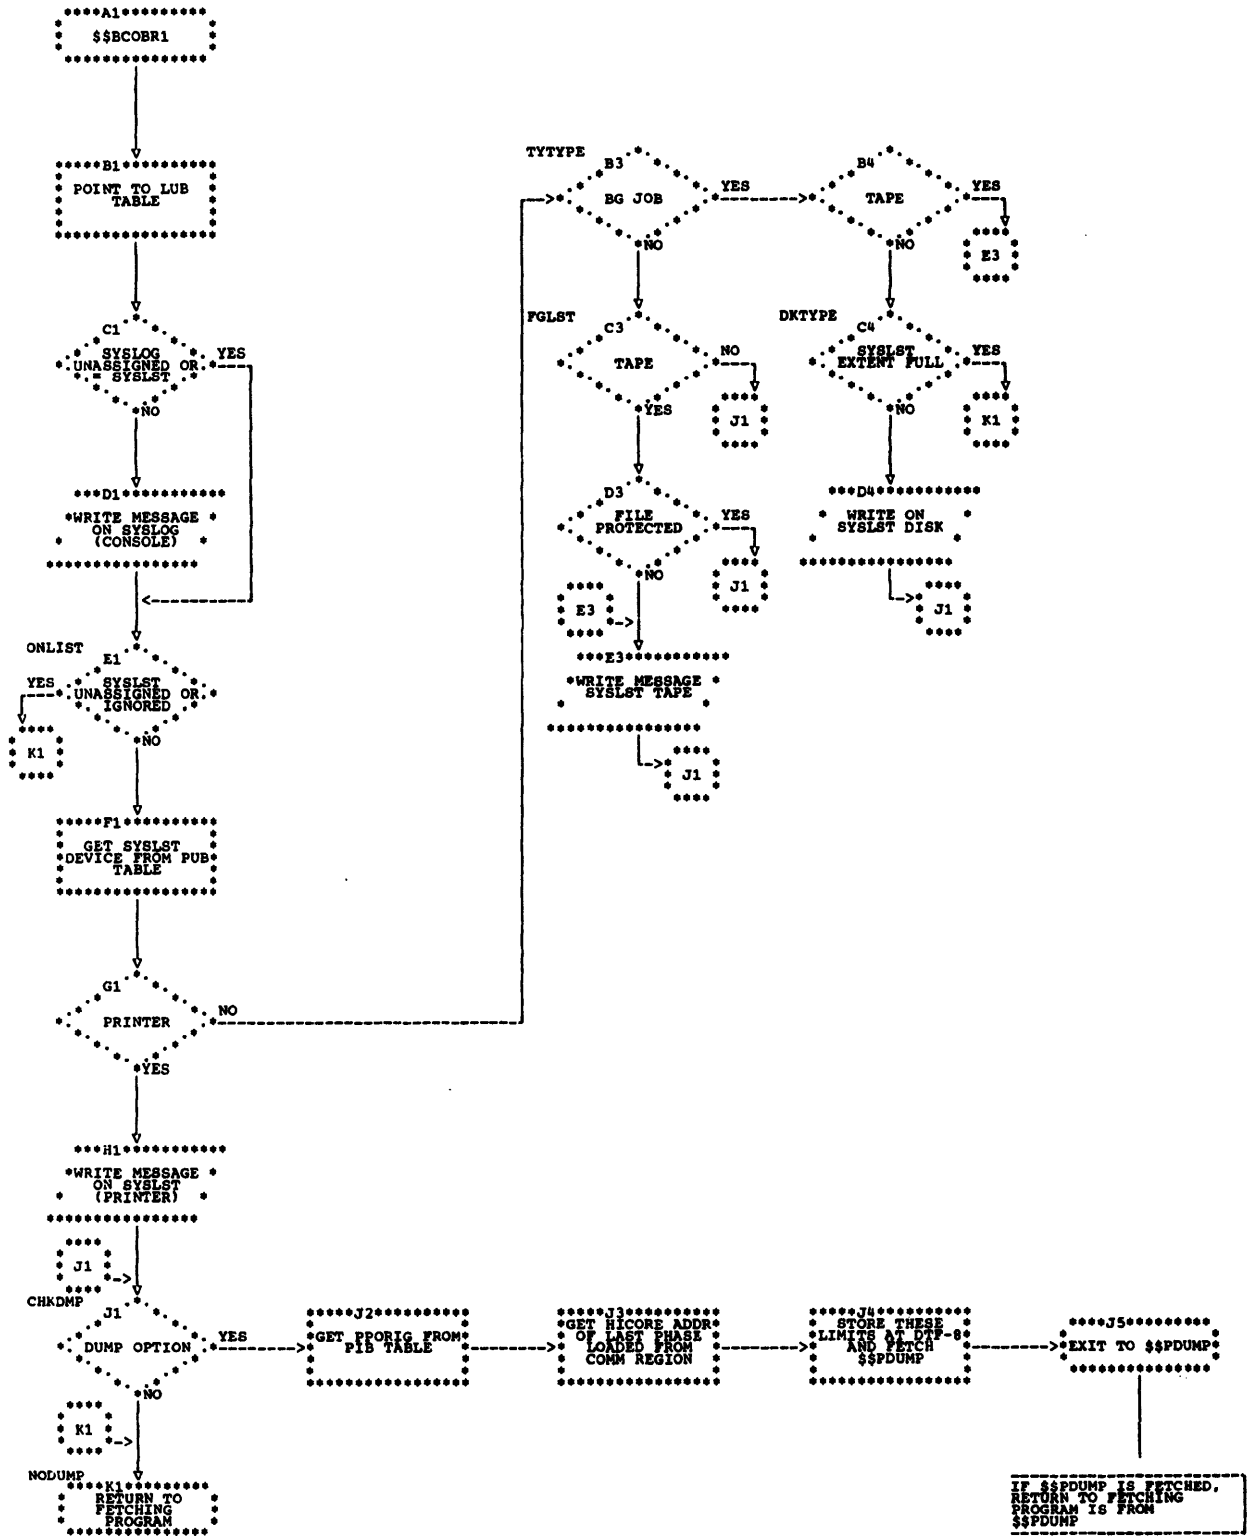 A1
$$BCOBR1
B1
POINT TO LUB
TABLE
C1
SYSLOG
UNASSIGNED OR
= SYSLST
YES
NO
D1
WRITE MESSAGE
ON SYSLOG
(CONSOLE)
ONLIST
E1
SYSLST
UNASSIGNED OR
IGNORED
YES
K1
NO
F1
GET SYSLST
DEVICE FROM PUB
TABLE
G1
PRINTER
NO
YES
H1
WRITE MESSAGE
ON SYSLST
(PRINTER)
J1
CHKDMP
J1
DUMP OPTION
YES
NO
K1
NODUMP
K1
RETURN TO
FETCHING
PROGRAM
J2
GET PPORIG FROM
PIB TABLE
J3
GET HICORE ADDR
OF LAST PHASE
LOADED FROM
COMM REGION
J4
STORE THESE
LIMITS AT DTF-8
AND FETCH
$$PDUMP
J5
EXIT TO $$PDUMP
IF $$PDUMP IS FETCHED,
RETURN TO FETCHING
PROGRAM IS FROM
$$PDUMP
TYTYPE
B3
BG JOB
YES
NO
FGLST
C3
TAPE
NO
J1
YES
D3
FILE
PROTECTED
YES
J1
NO
E3
E3
WRITE MESSAGE
SYSLST TAPE
J1
B4
TAPE
YES
E3
NO
DKTYPE
C4
SYSLST
EXTENT FULL
YES
K1
NO
D4
WRITE ON
SYSLST DISK
J1